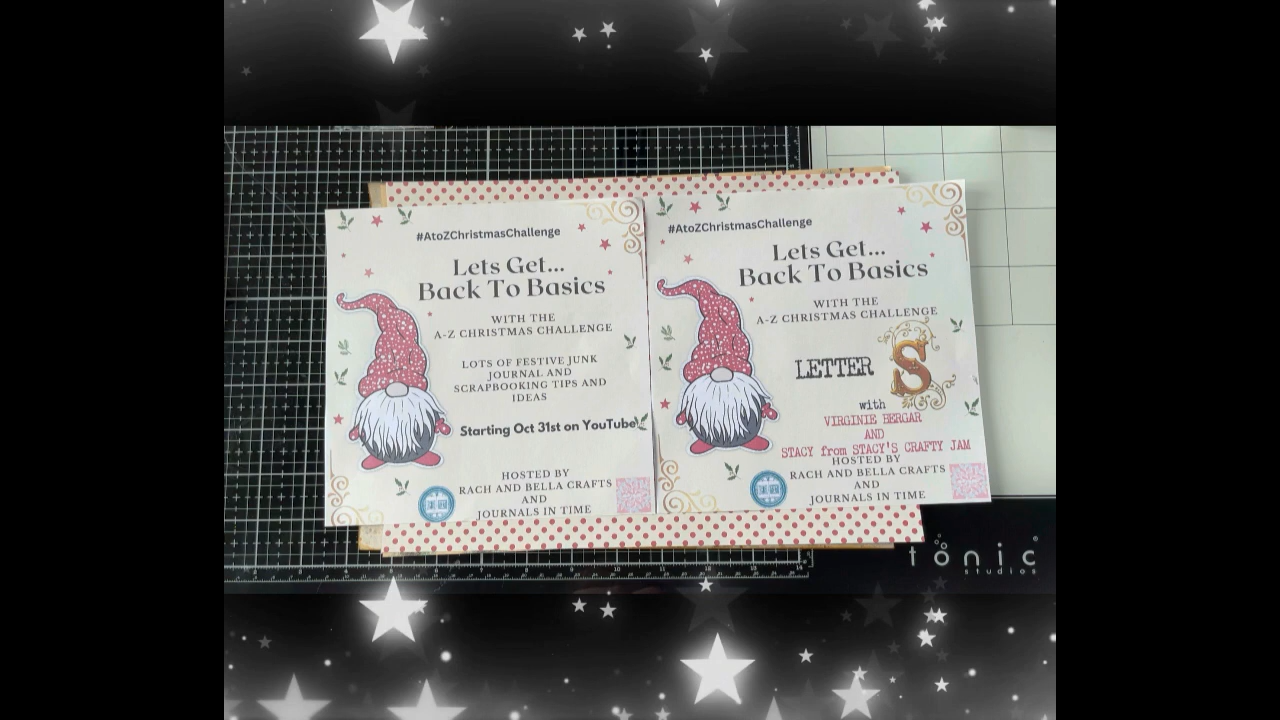 #AtoZChristmasChallenge
Lets Get...
Back To Basics
WITH THE
A-Z CHRISTMAS CHALLENGE
LOTS OF FESTIVE JUNK
JOURNAL AND
SCRAPBOOKING TIPS AND
IDEAS
Starting Oct 31st on YouTube
HOSTED BY
RACH AND BELLA CRAFTS
AND
JOURNALS IN TIME
#AtoZChristmasChallenge
Lets Get...
Back To Basics
WITH THE
A-Z CHRISTMAS CHALLENGE
LETTER S
with
VIRGINIE BERGAR
AND
STACY from STACY'S CRAFTY JAM
HOSTED BY
RACH AND BELLA CRAFTS
AND
JOURNALS IN TIME
tonic
studios